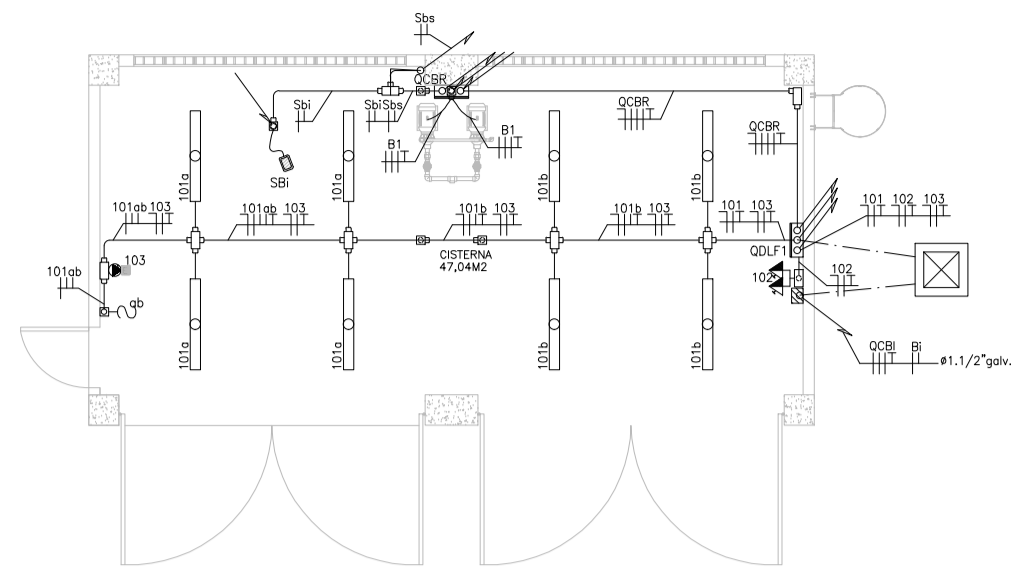 Sbs
QCBR
Sbi
SbiSbs
QCBR
QCBR
B1
B1
SBi
101a
101a
101b
101b
101ab 103
101ab 103
101b 103
101b 103
101 103
101 102 103
CISTERNA
47,04M2
QDLF1
103
101ab
ab
102
102
101a
101a
101b
101b
QCBI Bi
Ø1.1/2"galv.